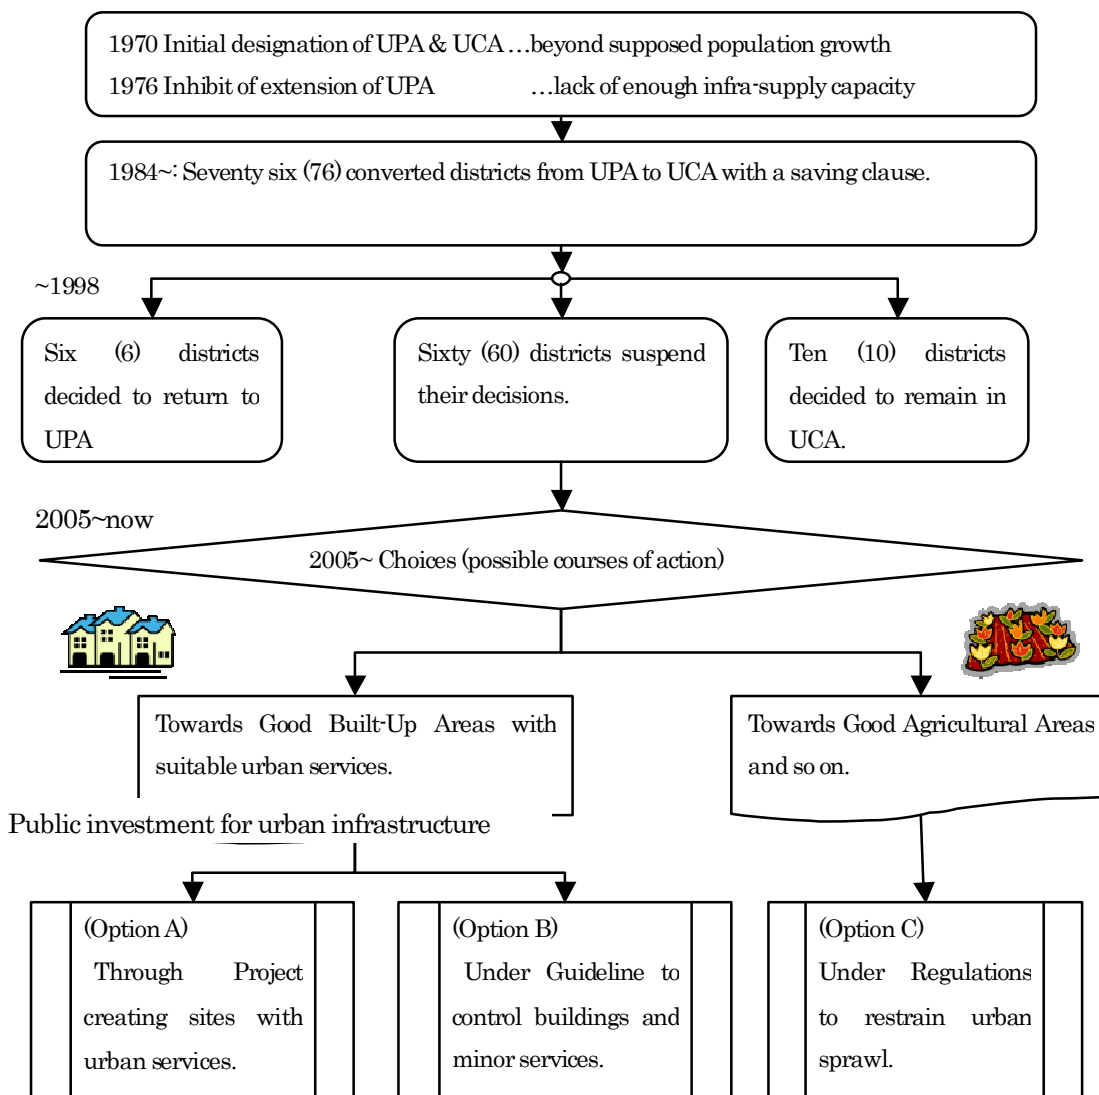 1970 Initial designation of UPA & UCA …beyond supposed population growth
1976 Inhibit of extension of UPA …lack of enough infra-supply capacity
1984~: Seventy six (76) converted districts from UPA to UCA with a saving clause.
~1998
Six (6) districts
decided to return to
UPA
Sixty (60) districts suspend
their decisions.
Ten (10) districts
decided to remain in
UCA.
2005~now
2005~ Choices (possible courses of action)
Towards Good Built-Up Areas with
suitable urban services.
Towards Good Agricultural Areas
and so on.
Public investment for urban infrastructure
(Option A)
Through Project
creating sites with
urban services.
(Option B)
Under Guideline to
control buildings and
minor services.
(Option C)
Under Regulations
to restrain urban
sprawl.